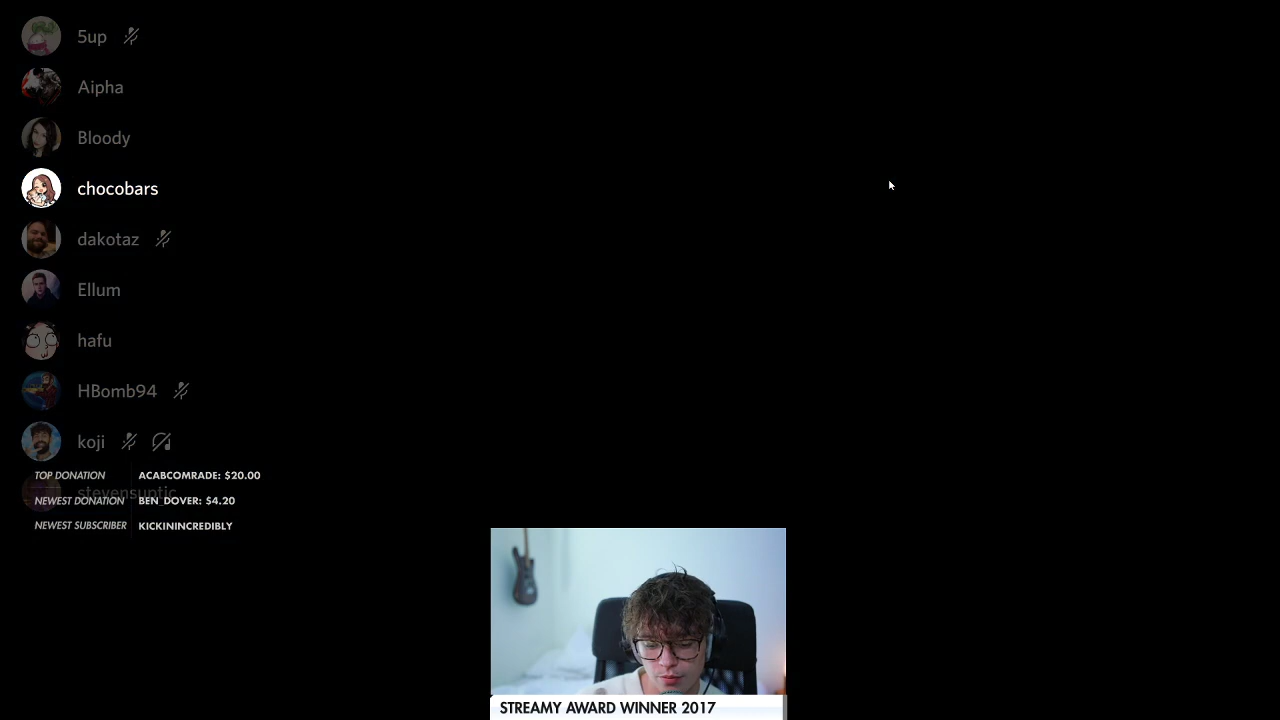 5up
Aipha
Bloody
chocobars
dakotaz
Ellum
hafu
HBomb94
koji
TOP DONATION ACABCOMRADE: $20.00
stevensuptic
NEWEST DONATION BEN_DOVER: $4.20
NEWEST SUBSCRIBER KICKININCREDIBLY
STREAMY AWARD WINNER 2017